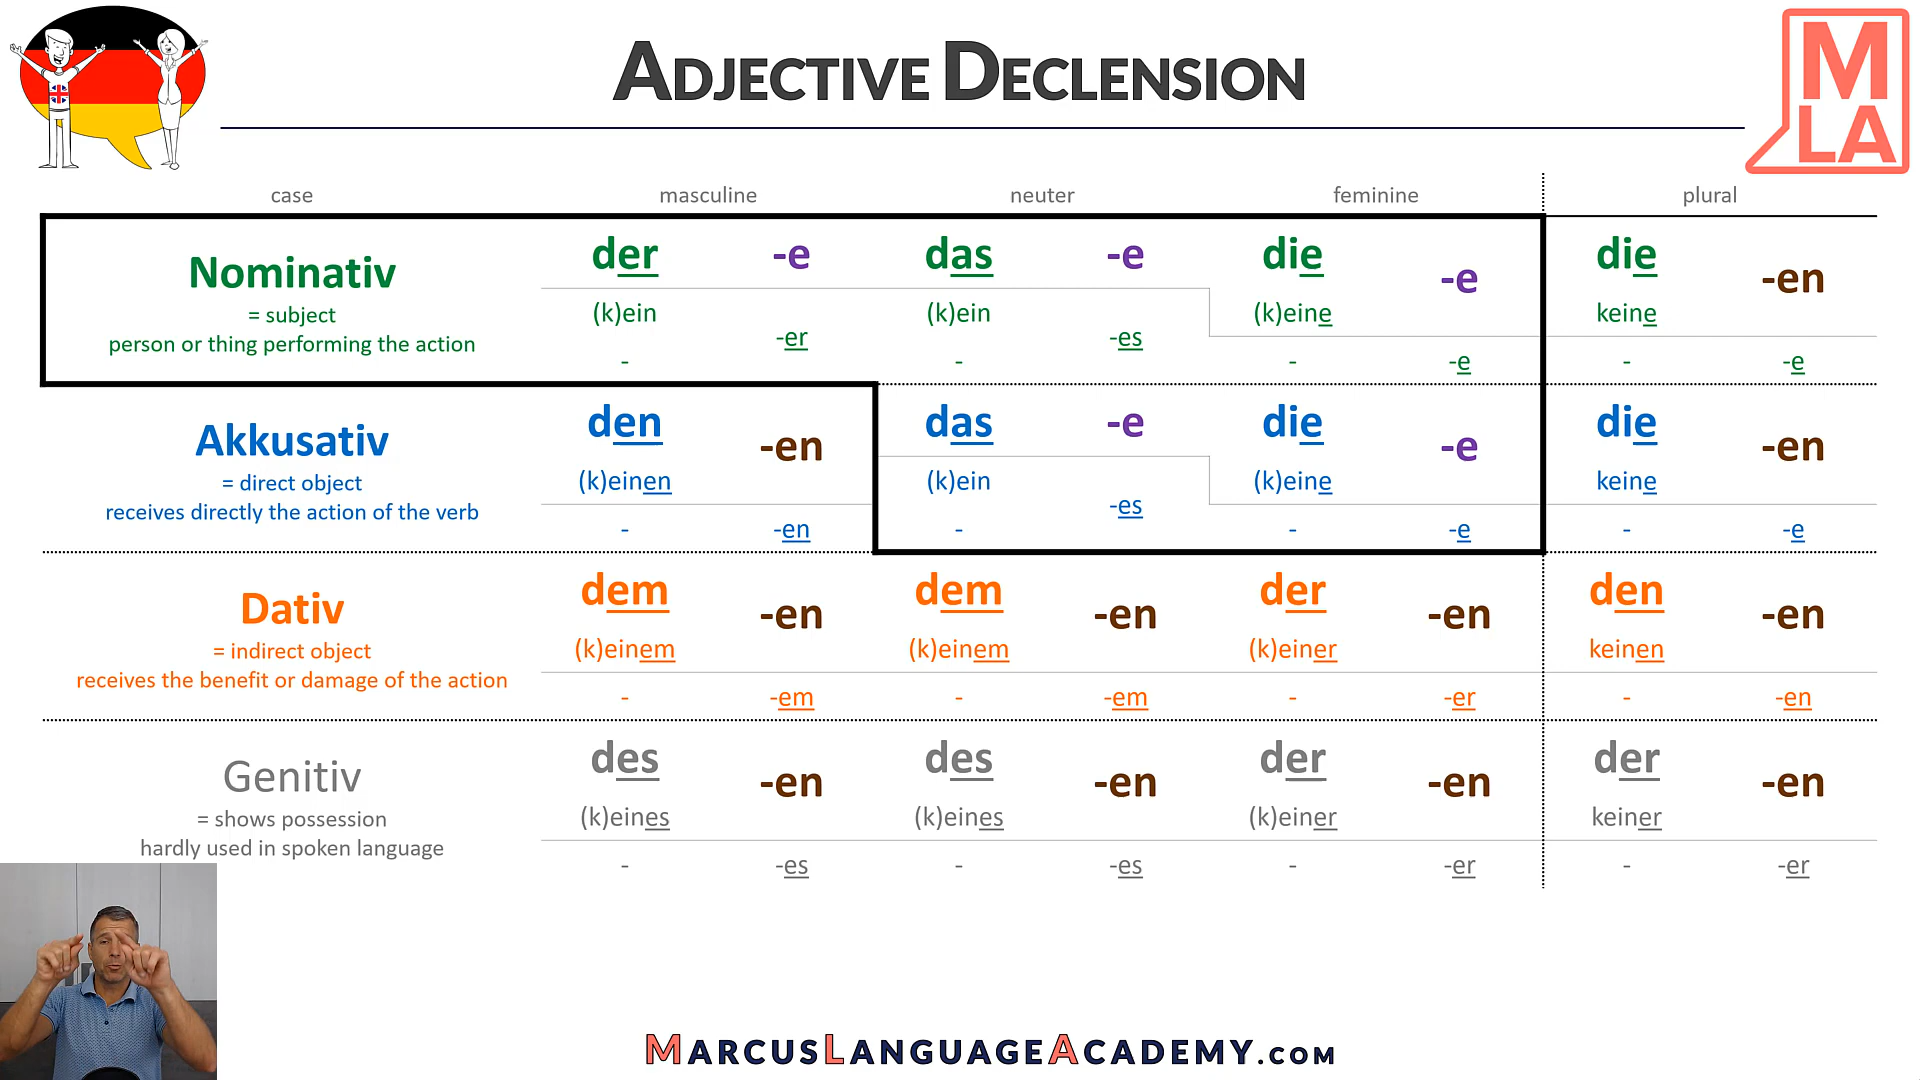 ADJECTIVE DECLENSION
M
LA
case masculine neuter feminine plural
Nominativ
= subject
person or thing performing the action
der -e das -e die -e die -en
(k)ein -er (k)ein -es (k)eine keine
- - - -e - -e
Akkusativ
= direct object
receives directly the action of the verb
den -en das -e die -e die -en
(k)einen (k)ein -es (k)eine keine
- -en - - -e - -e
Dativ
= indirect object
receives the benefit or damage of the action
dem -en dem -en der -en den -en
(k)einem (k)einem (k)einer keinen
- -em - -em - -er - -en
Genitiv
= shows possession
hardly used in spoken language
des -en des -en der -en der -en
(k)eines (k)eines (k)einer keiner
- -es - -es - -er - -er
MARCUSLANGUAGEACADEMY.COM